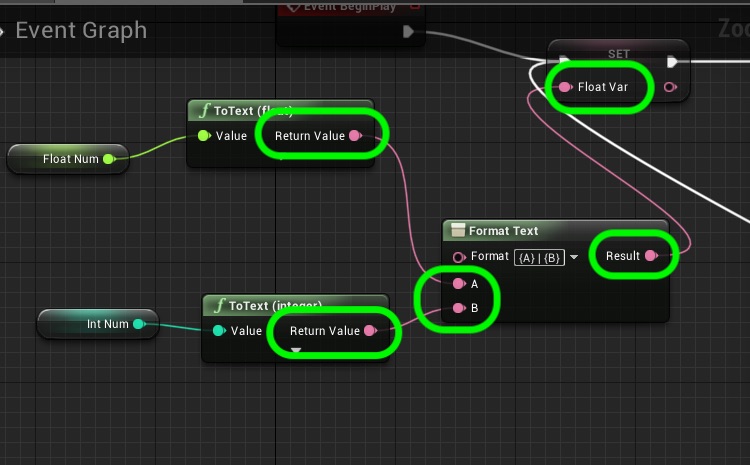 Event BeginPlay
Event Graph
Zoo
SET
Float Var
ToText (float)
Value
Return Value
Float Num
Format Text
Format {A} | {B}
Result
A
B
ToText (integer)
Value
Return Value
Int Num